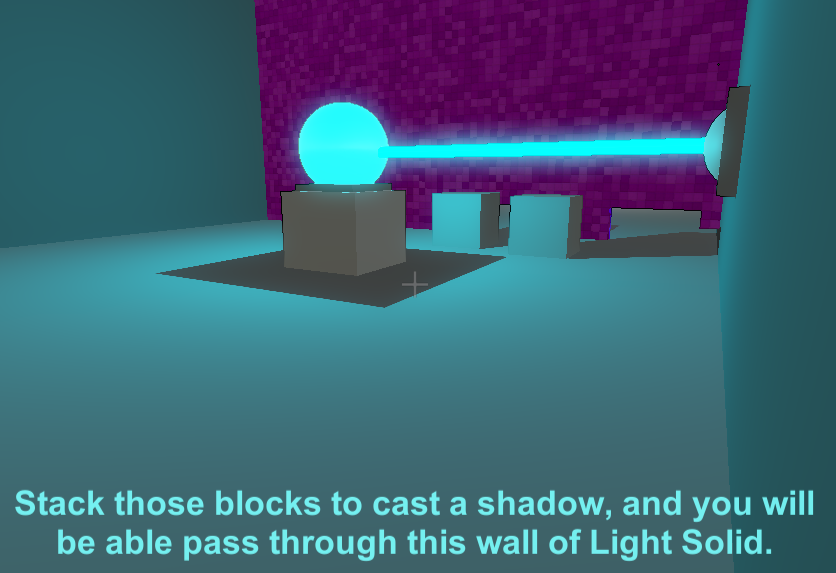 Stack those blocks to cast a shadow, and you will
be able pass through this wall of Light Solid.